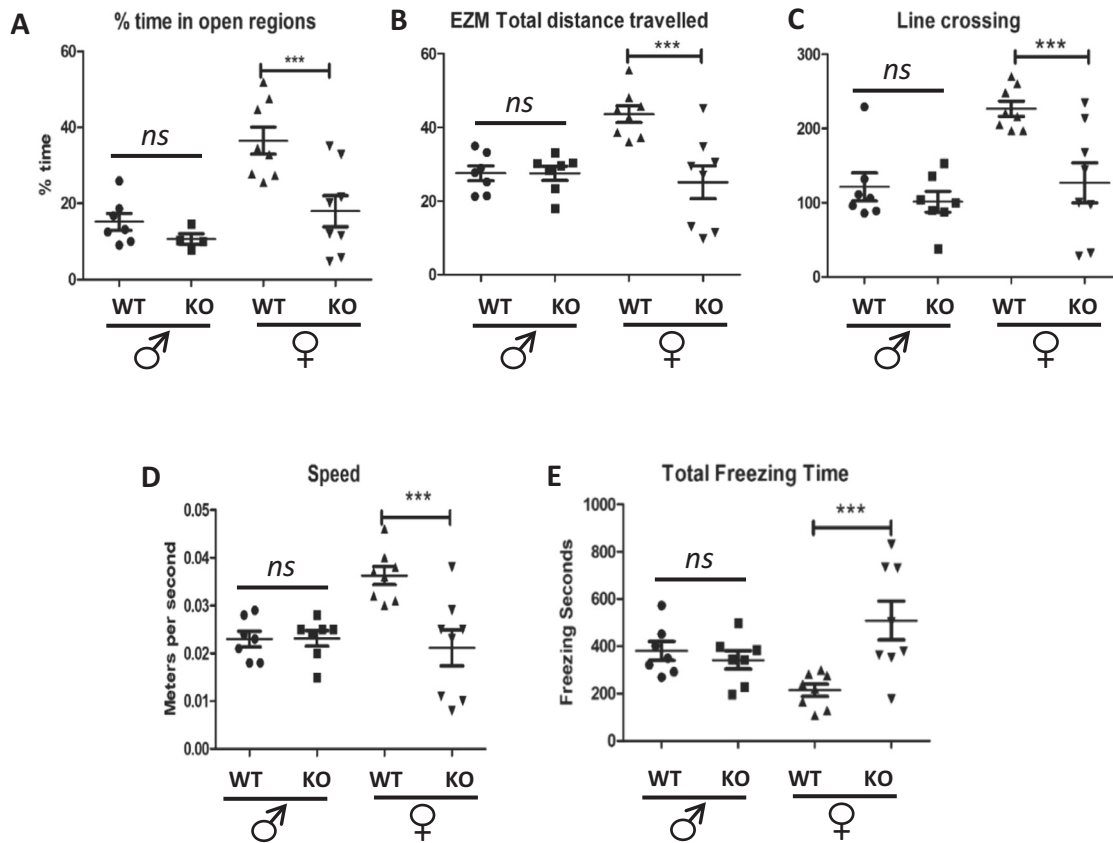 A
% time in open regions
60
40
20
0
% time
ns
***
WT KO WT KO
♂ ♀
B
EZM Total distance travelled
60
40
20
0
ns
***
WT KO WT KO
♂ ♀
C
Line crossing
300
200
100
0
ns
***
WT KO WT KO
♂ ♀
D
Speed
0.05
0.04
0.03
0.02
0.01
0.00
Meters per second
ns
***
WT KO WT KO
♂ ♀
E
Total Freezing Time
1000
800
600
400
200
0
Freezing Seconds
ns
***
WT KO WT KO
♂ ♀